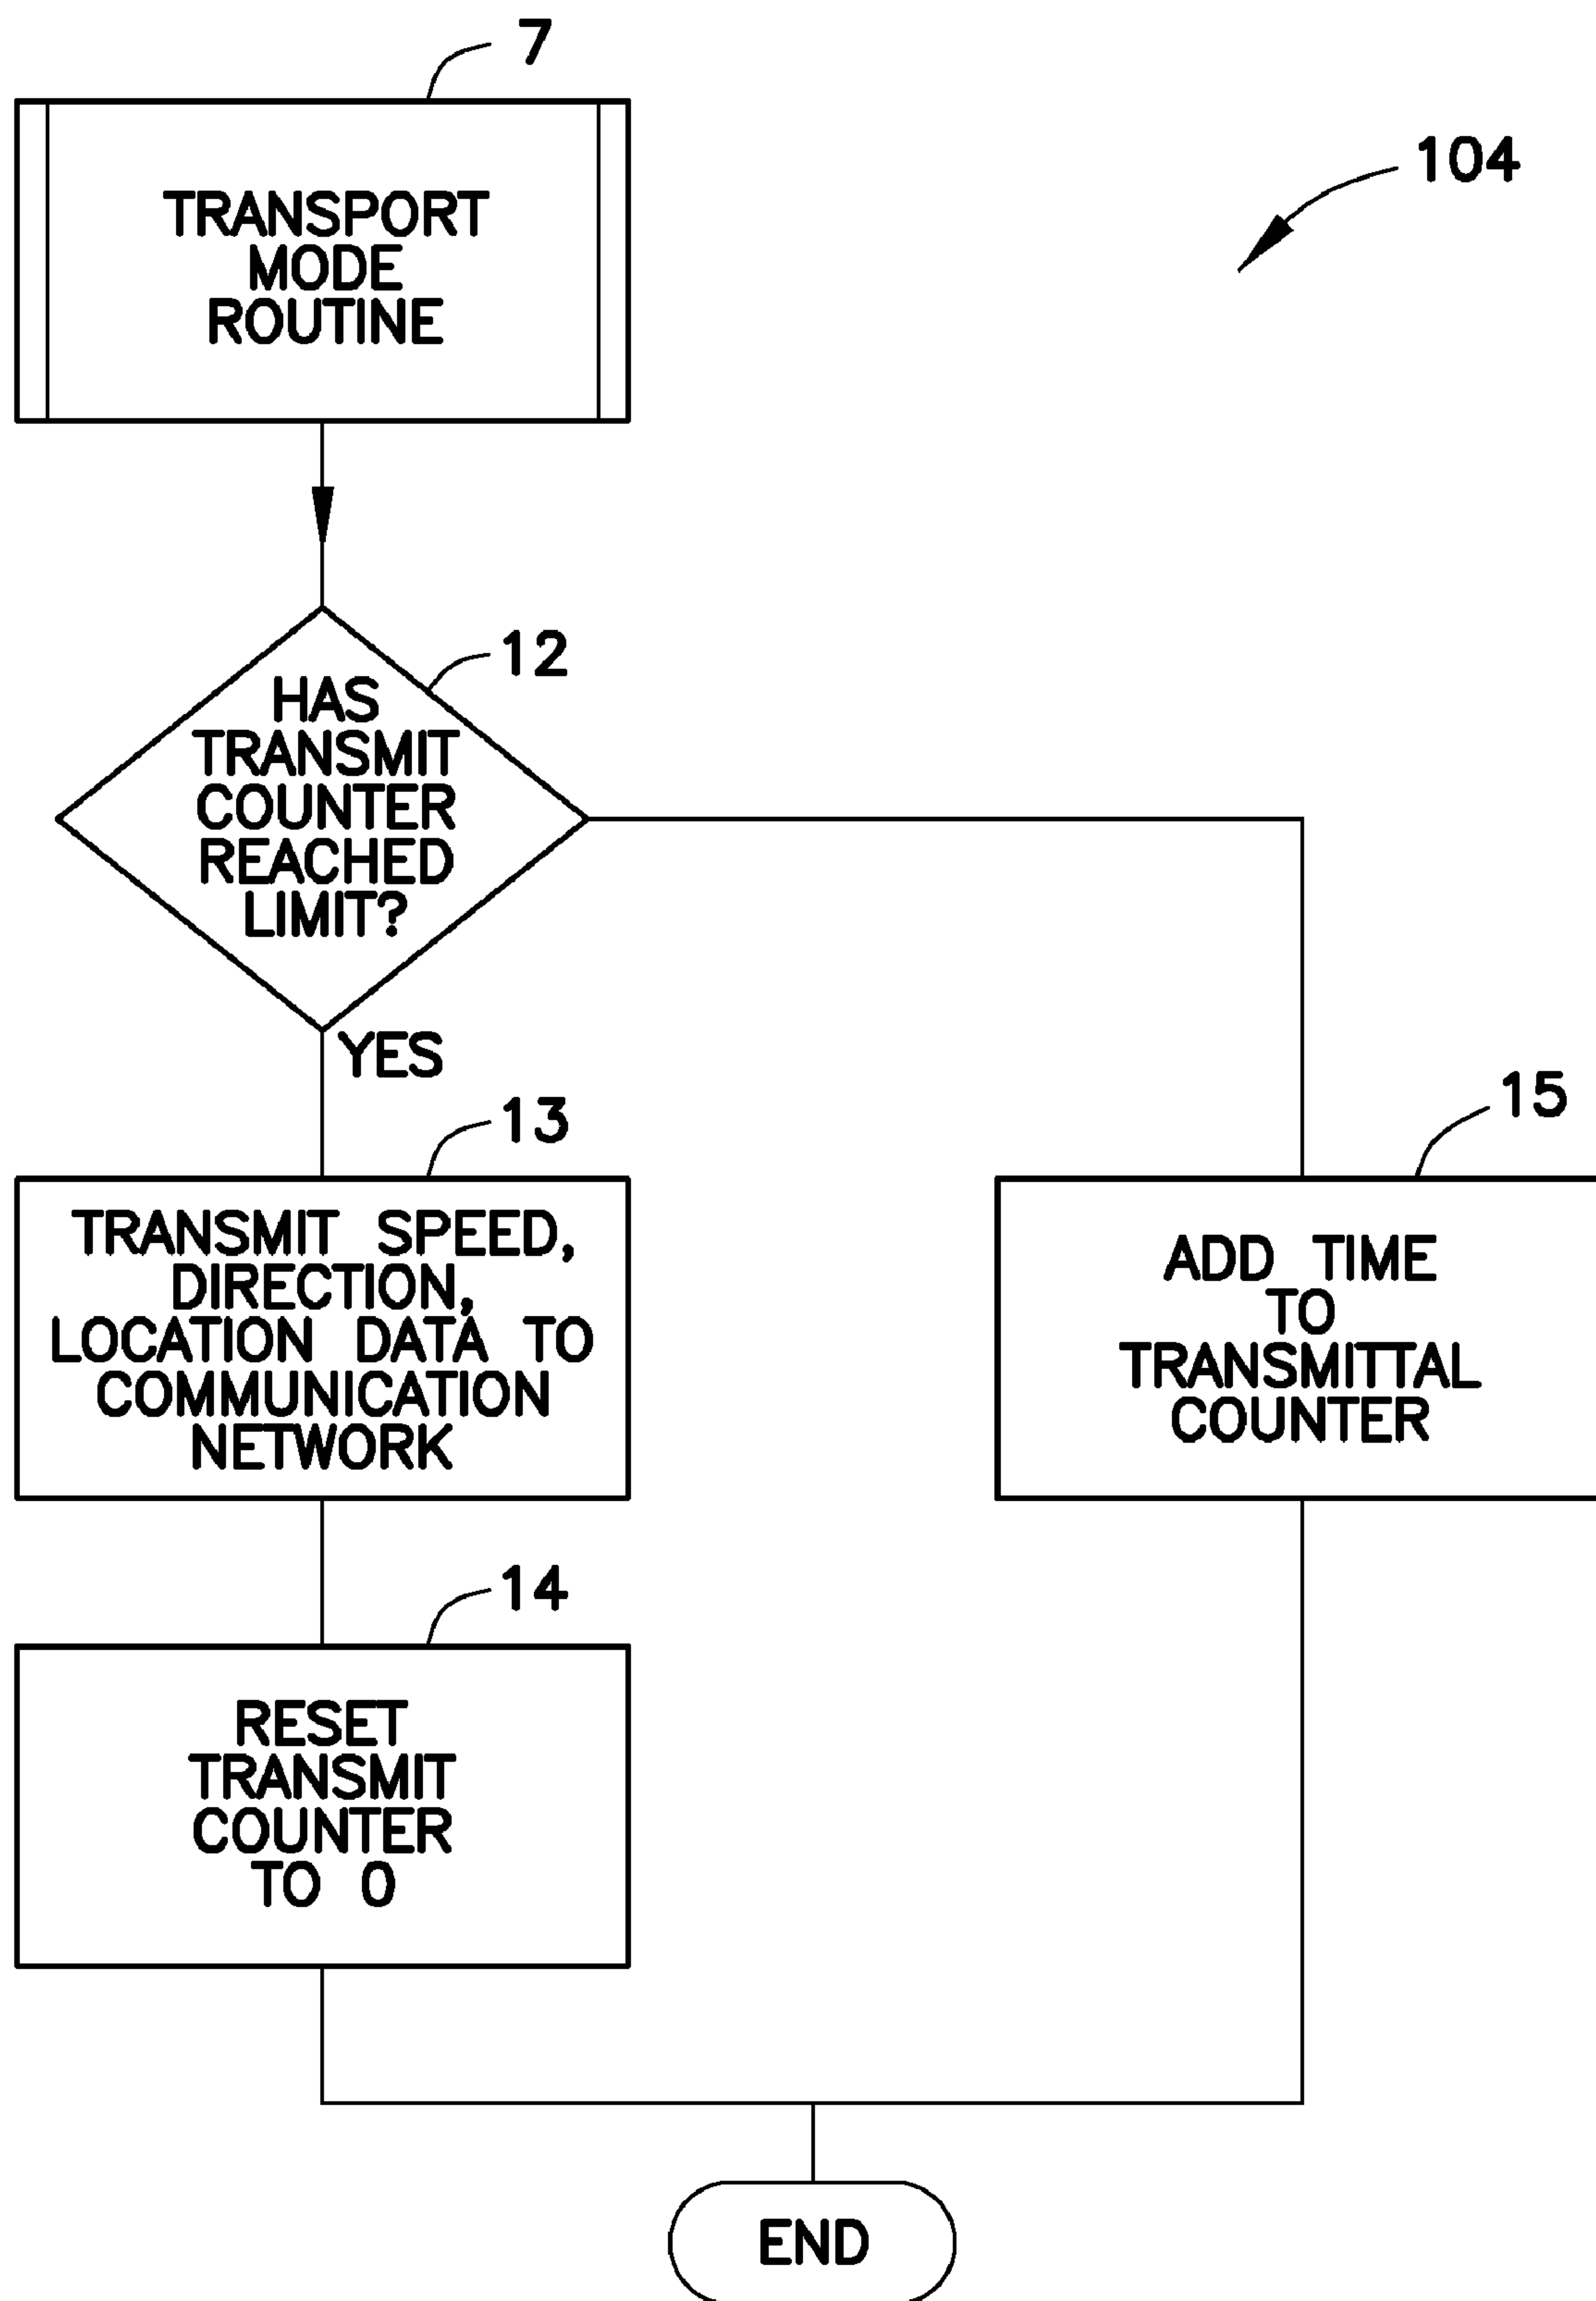 7
104
TRANSPORT
MODE
ROUTINE
12
HAS
TRANSMIT
COUNTER
REACHED
LIMIT?
YES
13
TRANSMIT SPEED,
DIRECTION,
LOCATION DATA TO
COMMUNICATION
NETWORK
15
ADD TIME
TO
TRANSMITTAL
COUNTER
14
RESET
TRANSMIT
COUNTER
TO 0
END